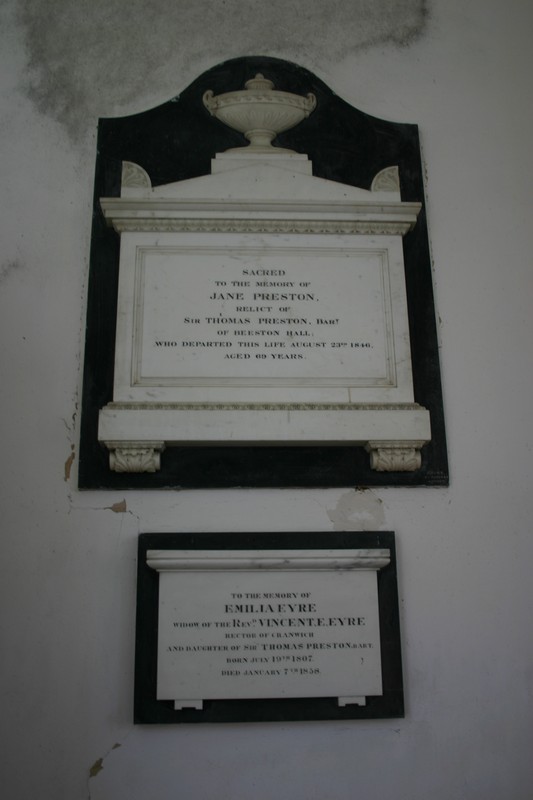 SACRED
TO THE MEMORY OF
JANE PRESTON,
RELICT OF
SIR THOMAS PRESTON, BART
OF BEESTON HALL;
WHO DEPARTED THIS LIFE AUGUST 23RD 1846,
AGED 69 YEARS.
TO THE MEMORY OF
EMILIA EYRE
WIDOW OF THE REVD VINCENT.E.EYRE
RECTOR OF CRANWICH
AND DAUGHTER OF SIR THOMAS PRESTON, BART.
BORN JULY 19TH 1807.
DIED JANUARY 7TH 1858.